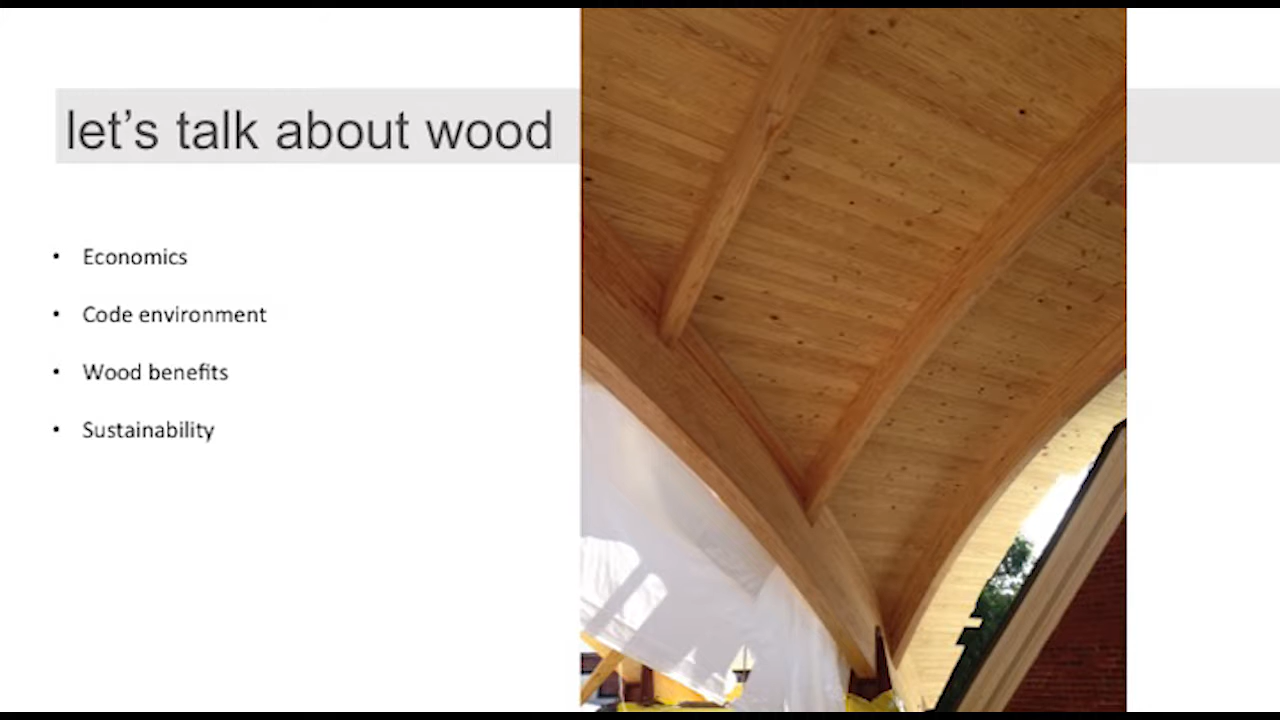 let’s talk about wood
• Economics
• Code environment
• Wood benefits
• Sustainability